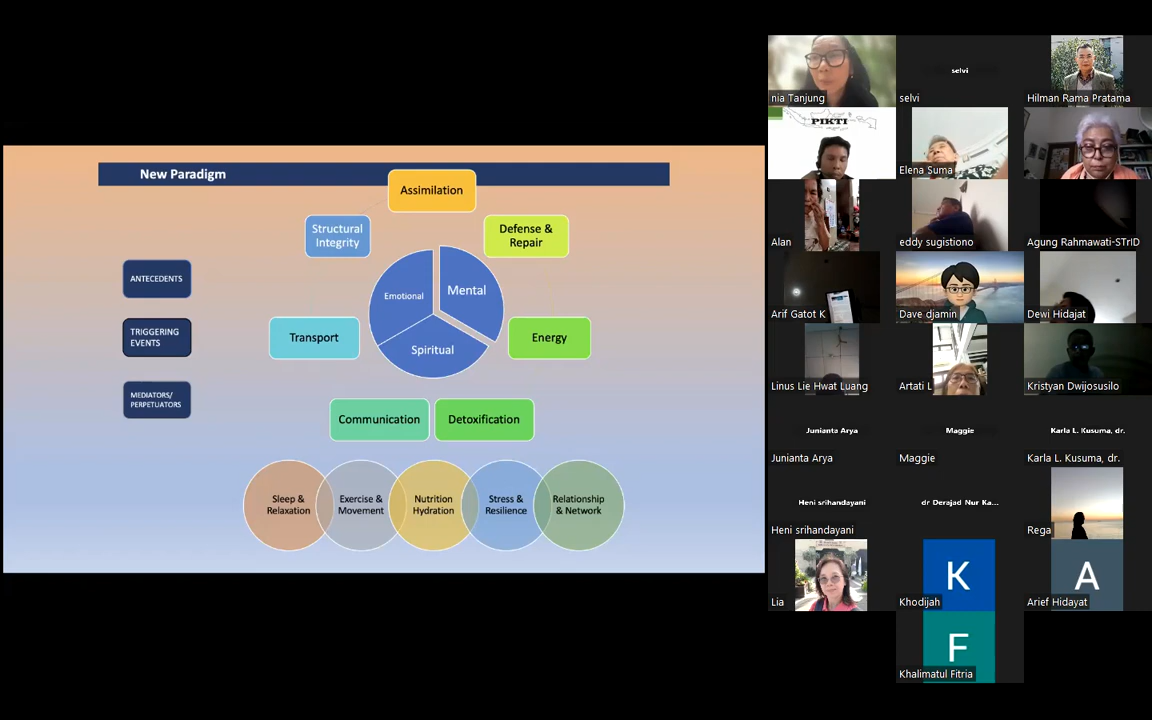 New Paradigm
Assimilation
Structural
Integrity
Defense &
Repair
ANTECEDENTS
Emotional
Mental
TRIGGERING
EVENTS
Transport
Energy
Spiritual
MEDIATORS/
PERPETUATORS
Communication
Detoxification
Sleep &
Relaxation
Exercise &
Movement
Nutrition
Hydration
Stress &
Resilience
Relationship
& Network
nia Tanjung
selvi
selvi
Hilman Rama Pratama
PIKTI
Elena Suma
Alan
eddy sugistiono
Agung Rahmawati-STrID
Arif Gatot K
Dave djamin
Dewi Hidajat
Linus Lie Hwat Luang
Artati L
Kristyan Dwijosusilo
Junianta Arya
Junianta Arya
Maggie
Maggie
Karla L. Kusuma, dr.
Karla L. Kusuma, dr.
Heni srihandayani
Heni srihandayani
dr Derajad Nur Ka...
Rega
Lia
K
Khodijah
A
Arief Hidayat
F
Khalimatul Fitria